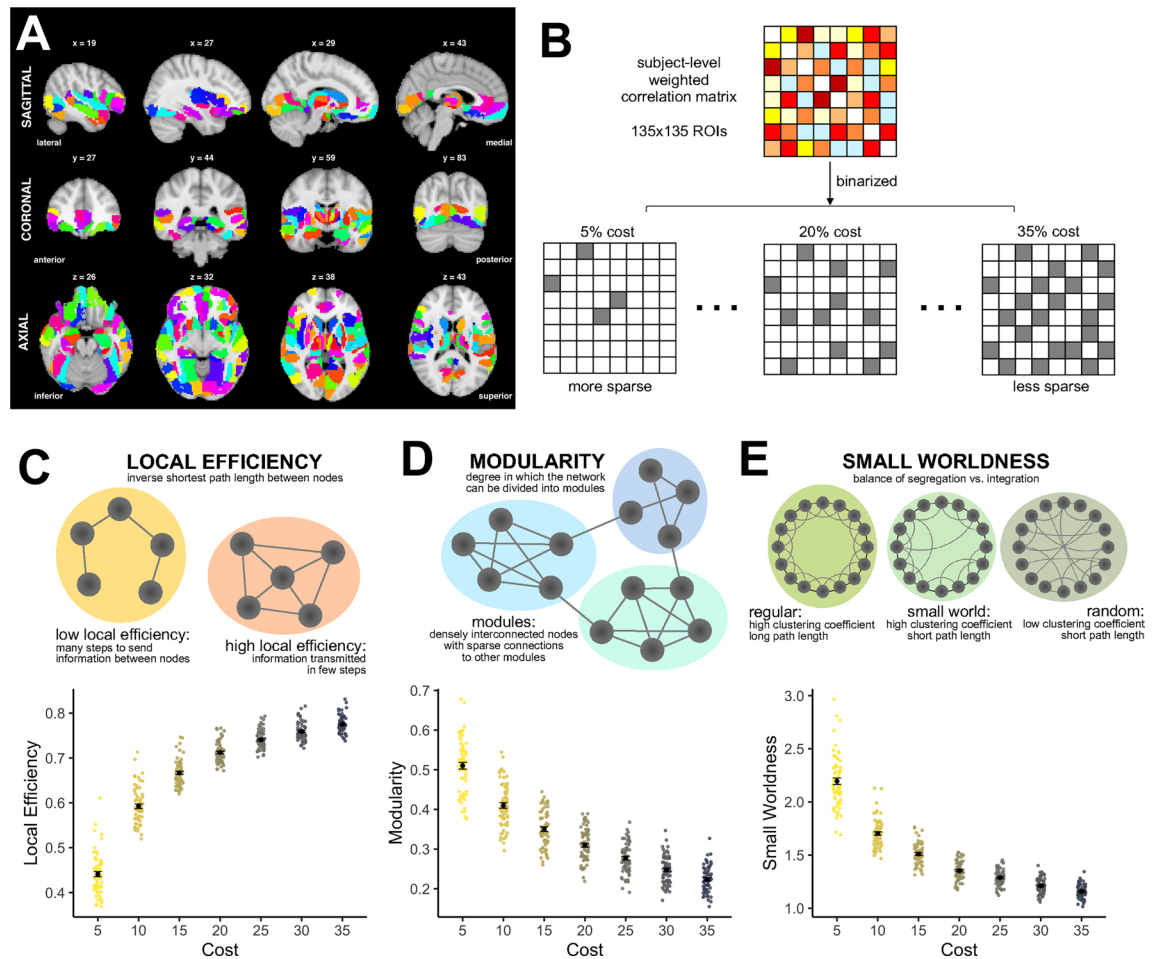 A
x = 19
x = 27
x = 29
x = 43
SAGITTAL
lateral
medial
y = 27
y = 44
y = 59
y = 83
CORONAL
anterior
posterior
z = 26
z = 32
z = 38
z = 43
AXIAL
inferior
superior
B
subject-level
weighted
correlation matrix
135x135 ROIs
binarized
5% cost
20% cost
35% cost
... ...
more sparse
less sparse
C
LOCAL EFFICIENCY
inverse shortest path length between nodes
low local efficiency:
many steps to send
information between nodes
high local efficiency:
information transmitted
in few steps
Local Efficiency
0.8
0.7
0.6
0.5
0.4
5 10 15 20 25 30 35
Cost
D
MODULARITY
degree in which the network
can be divided into modules
modules:
densely interconnected nodes
with sparse connections
to other modules
Modularity
0.7
0.6
0.5
0.4
0.3
0.2
5 10 15 20 25 30 35
Cost
E
SMALL WORLDNESS
balance of segregation vs. integration
regular:
high clustering coefficient
long path length
small world:
high clustering coefficient
short path length
random:
low clustering coefficient
short path length
Small Worldness
3.0
2.5
2.0
1.5
1.0
5 10 15 20 25 30 35
Cost